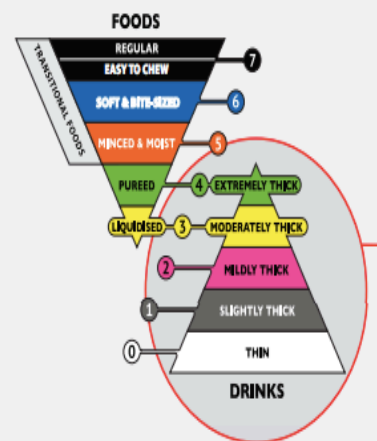 FOODS
REGULAR
EASY TO CHEW
7
TRANSITIONAL FOODS
SOFT & BITE-SIZED
6
MINCED & MOIST
5
PUREED
4
EXTREMELY THICK
LIQUIDISED
3
MODERATELY THICK
2
MILDLY THICK
1
SLIGHTLY THICK
0
THIN
DRINKS